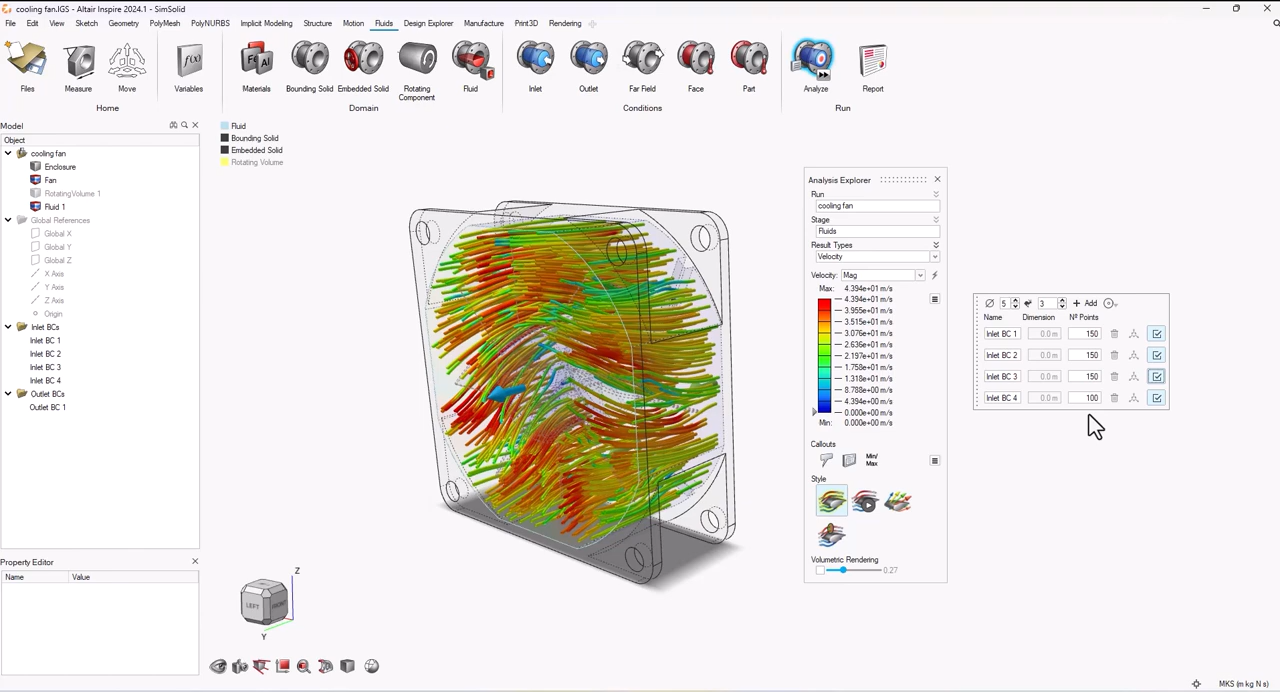 cooling fan.IGS - Altair Inspire 2024.1 - SimSolid
File Edit View Sketch Geometry PolyMesh PolyNURBS Implicit Modeling Structure Motion Fluids Design Explorer Manufacture Print3D Rendering
f(x) Fe Al
Files Measure Move Variables Materials Bounding Solid Embedded Solid Rotating Component Fluid Inlet Outlet Far Field Face Part Analyze Report
Home Domain Conditions Run
Model
Object
cooling fan
Enclosure
Fan
RotatingVolume 1
Fluid 1
Global References
Global X
Global Y
Global Z
X Axis
Y Axis
Z Axis
Origin
Inlet BCs
Inlet BC 1
Inlet BC 2
Inlet BC 3
Inlet BC 4
Outlet BCs
Outlet BC 1
Property Editor
Name Value
Fluid
Bounding Solid
Embedded Solid
Rotating Volume
LEFT FRONT
Z
Y
Analysis Explorer
Run
cooling fan
Stage
Fluids
Result Types
Velocity
Velocity: Mag
Max: 4.394e+01 m/s
4.394e+01 m/s
3.955e+01 m/s
3.515e+01 m/s
3.076e+01 m/s
2.636e+01 m/s
2.197e+01 m/s
1.758e+01 m/s
1.318e+01 m/s
8.788e+00 m/s
4.394e+00 m/s
0.000e+00 m/s
Min: 0.000e+00 m/s
Callouts
Min/
Max
Style
Volumetric Rendering
0.27
5 3 + Add
Name Dimension Nº Points
Inlet BC 1 0.0 m 150
Inlet BC 2 0.0 m 150
Inlet BC 3 0.0 m 150
Inlet BC 4 0.0 m 100
MKS (m kg N s)